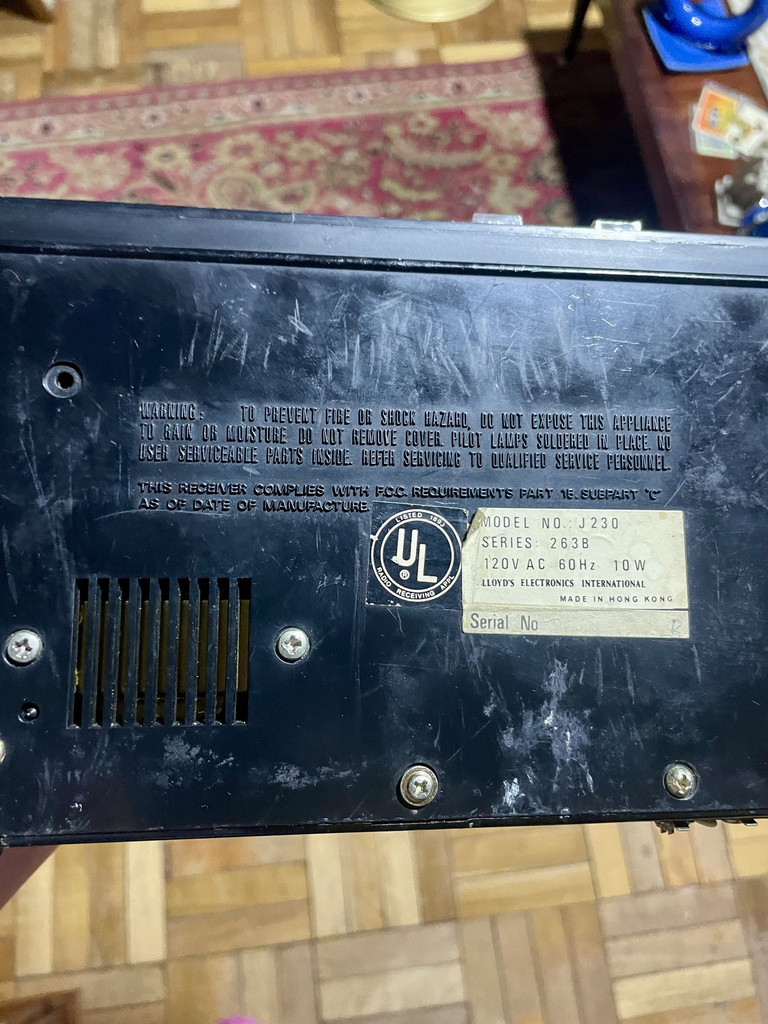 WARNING: TO PREVENT FIRE OR SHOCK HAZARD, DO NOT EXPOSE THIS APPLIANCE
TO RAIN OR MOISTURE DO NOT REMOVE COVER. PILOT LAMPS SOLDERED IN PLACE. NO
USER SERVICEABLE PARTS INSIDE. REFER SERVICING TO QUALIFIED SERVICE PERSONNEL.
THIS RECEIVER COMPLIES WITH F.C.C. REQUIREMENTS PART 15. SUBPART "C"
AS OF DATE OF MANUFACTURE.
LISTED
UL
®
RADIO RECEIVING APPL
MODEL NO.: J230
SERIES: 263B
120V AC 60Hz 10W
LLOYD'S ELECTRONICS INTERNATIONAL
MADE IN HONG KONG
Serial No